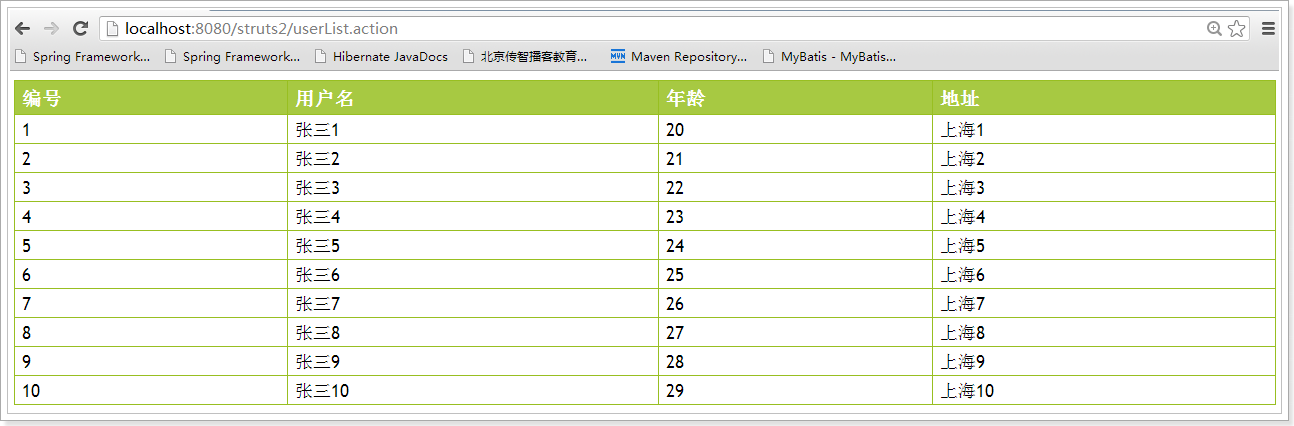 localhost:8080/struts2/userList.action
Spring Framework... Spring Framework... Hibernate JavaDocs 北京传智播客教育... MVN Maven Repository... MyBatis - MyBatis...
编号 用户名 年龄 地址
1 张三1 20 上海1
2 张三2 21 上海2
3 张三3 22 上海3
4 张三4 23 上海4
5 张三5 24 上海5
6 张三6 25 上海6
7 张三7 26 上海7
8 张三8 27 上海8
9 张三9 28 上海9
10 张三10 29 上海10